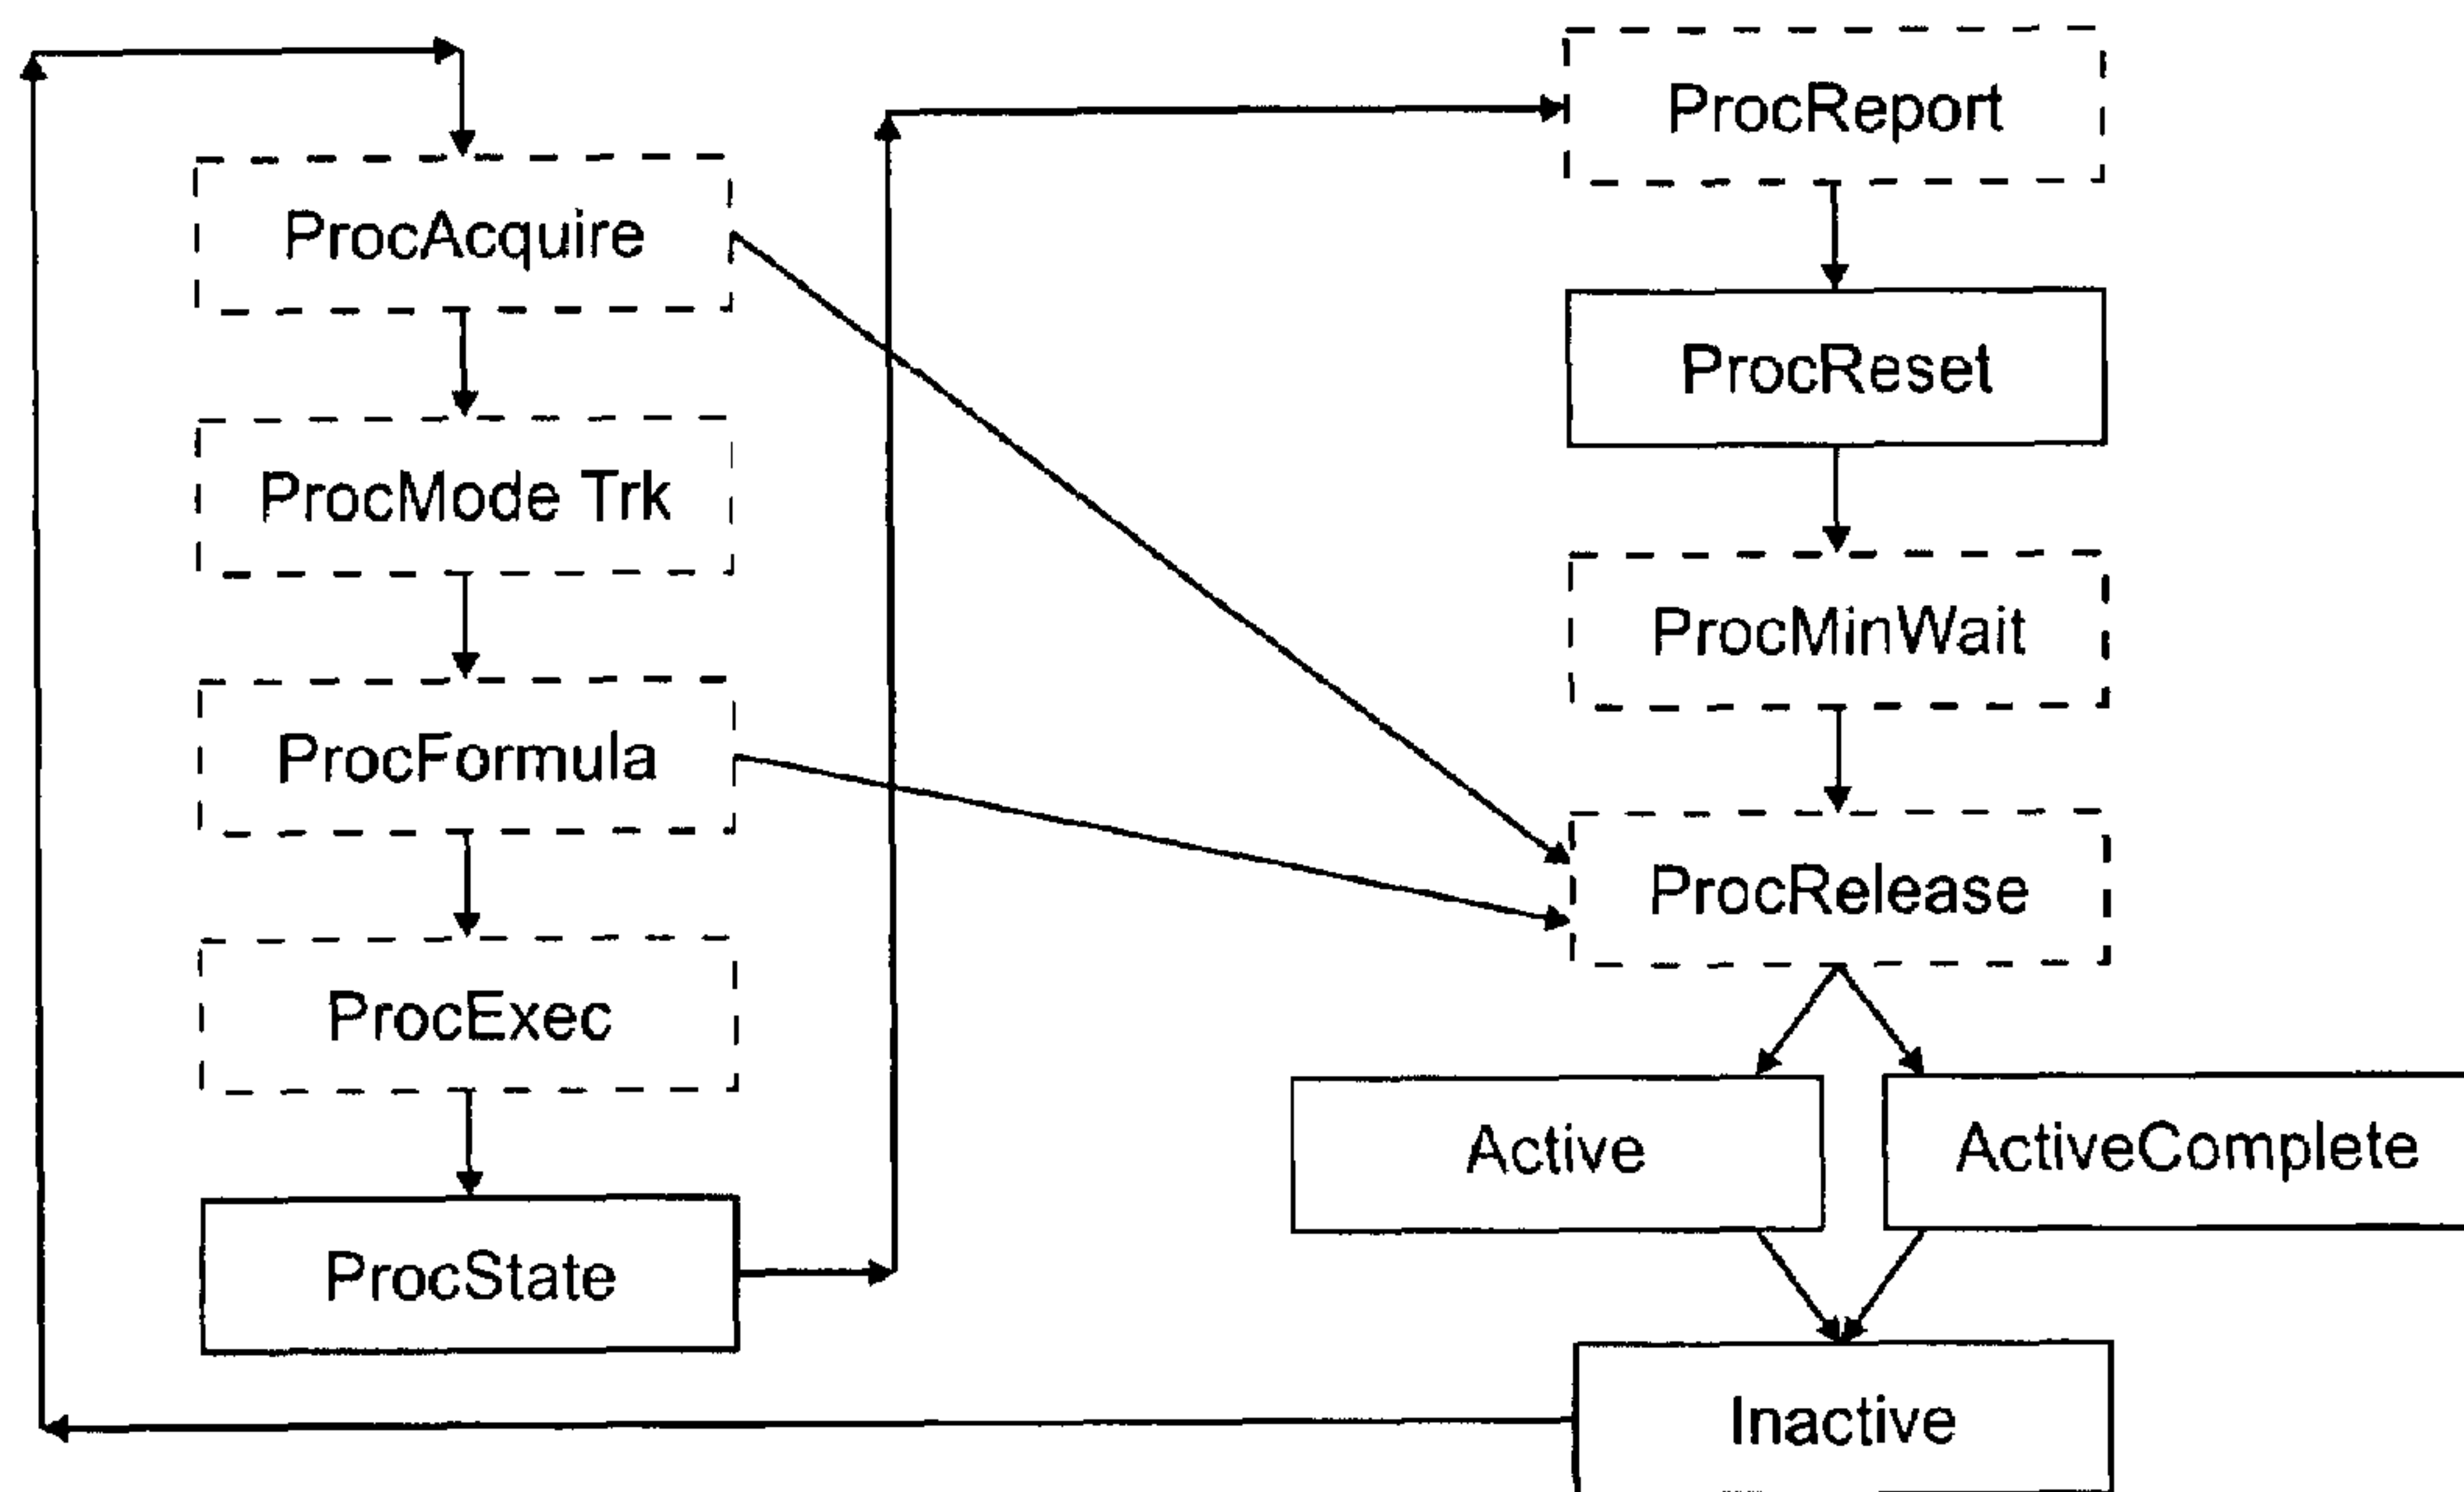 ProcAcquire
ProcMode Trk
ProcFormula
ProcExec
ProcState
ProcReport
ProcReset
ProcMinWait
ProcRelease
Active
ActiveComplete
Inactive